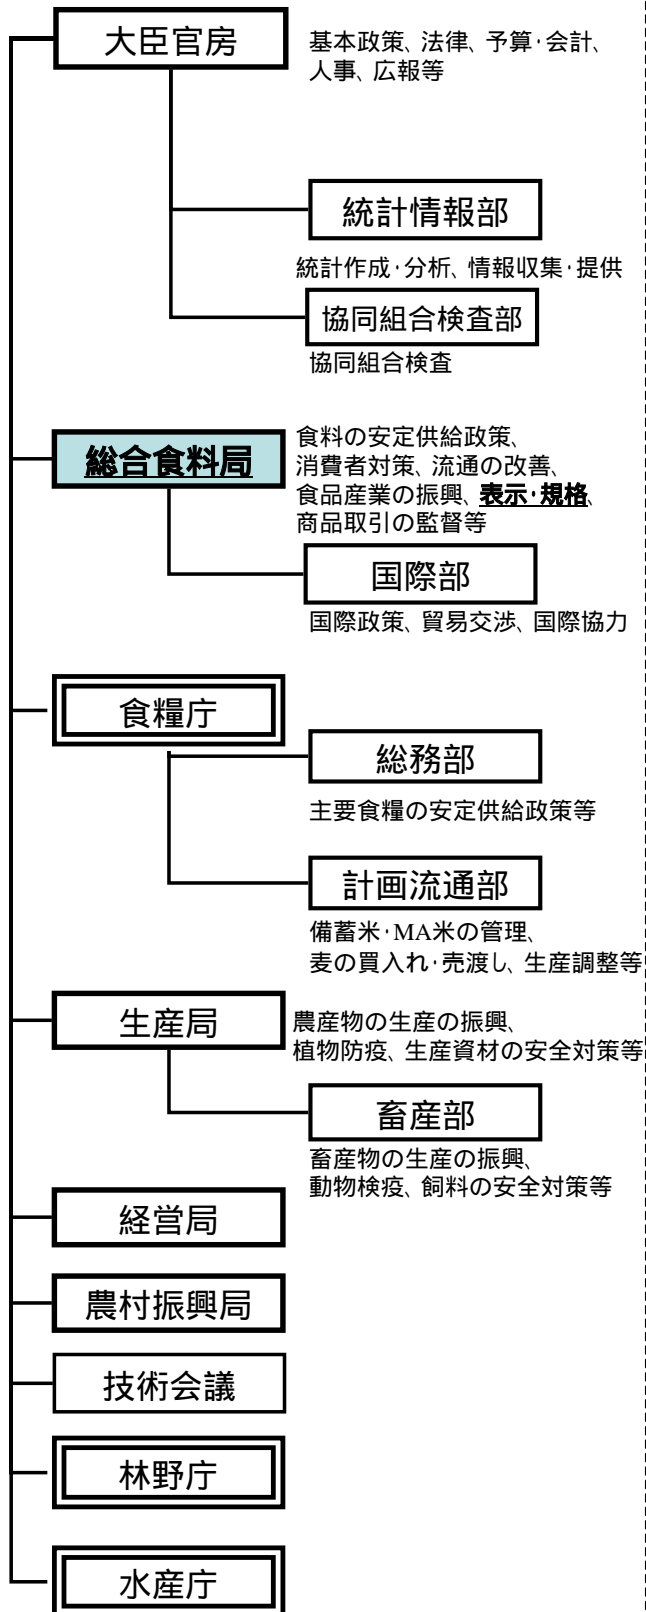 大臣官房
基本政策、法律、予算･会計、
人事、広報等
統計情報部
統計作成･分析、情報収集･提供
協同組合検査部
協同組合検査
総合食料局
食料の安定供給政策、
消費者対策、流通の改善、
食品産業の振興、表示･規格、
商品取引の監督等
国際部
国際政策、貿易交渉、国際協力
食糧庁
総務部
主要食糧の安定供給政策等
計画流通部
備蓄米･MA米の管理、
麦の買入れ･売渡し、生産調整等
生産局
農産物の生産の振興、
植物防疫、生産資材の安全対策等
畜産部
畜産物の生産の振興、
動物検疫、飼料の安全対策等
経営局
農村振興局
技術会議
林野庁
水産庁